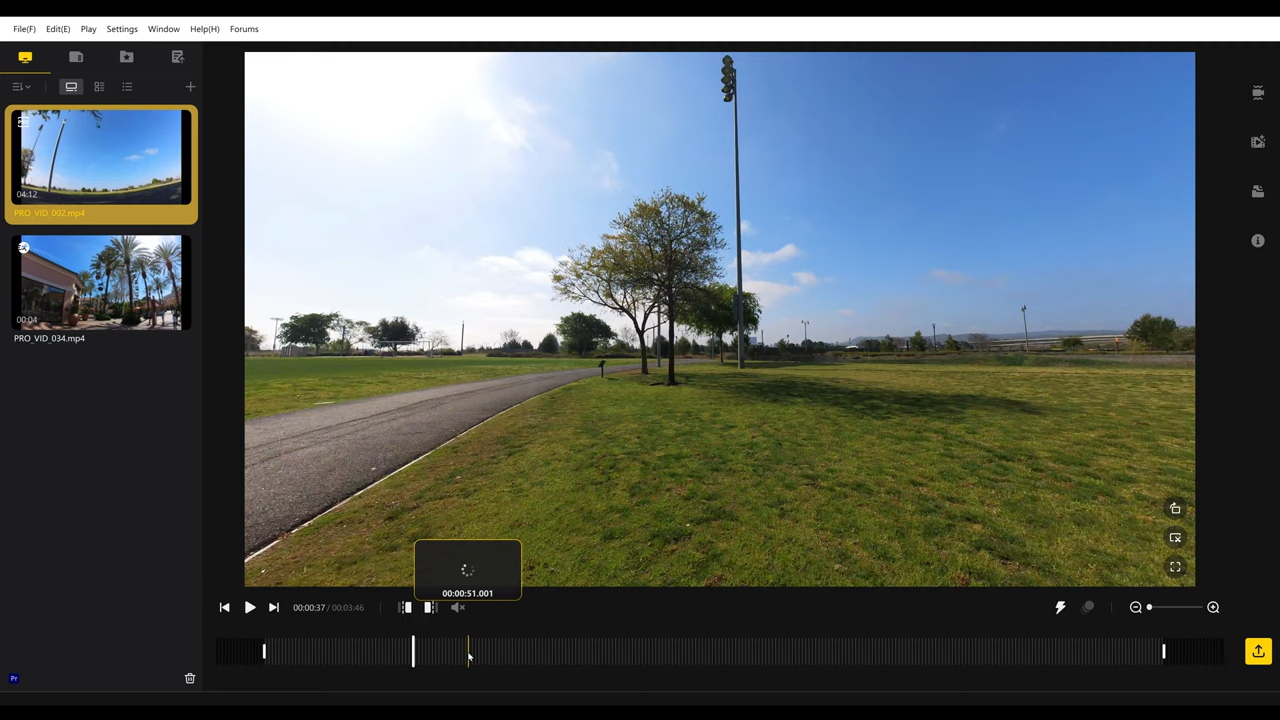 File(F) Edit(E) Play Settings Window Help(H) Forums
04:12
PRO_VID_002.mp4
00:04
PRO_VID_034.mp4
00:00:51.001
00:00:37 / 00:03:46
Pr